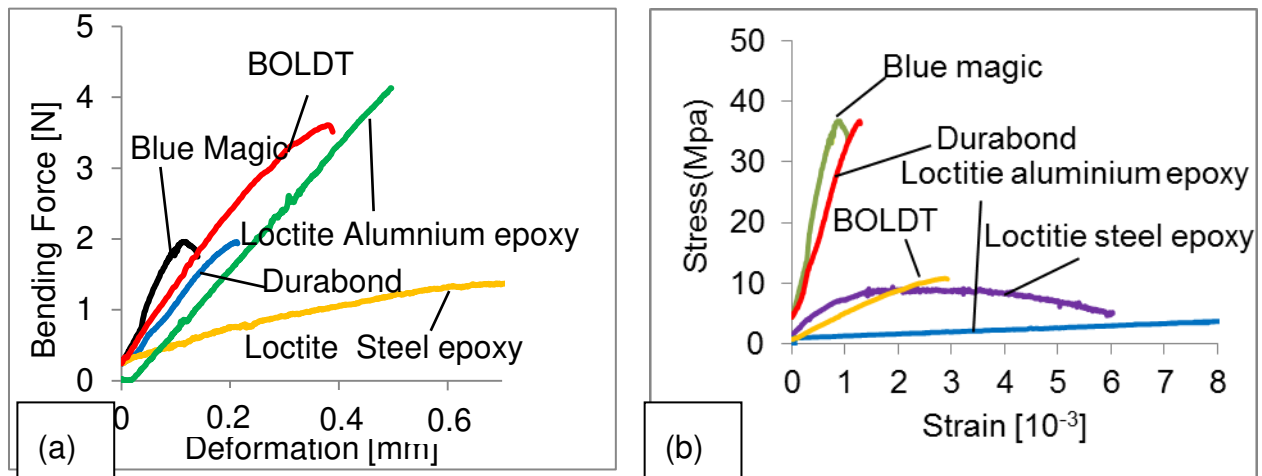 5
4
3
2
1
0
Bending Force [N]
BOLDT
Blue Magic
Loctite Alumnium epoxy
Durabond
Loctite Steel epoxy
0 0.2 0.4 0.6
Deformation [mm]
(a)
50
40
30
20
10
0
Stress(Mpa)
Blue magic
Durabond
Loctitie aluminium epoxy
BOLDT
Loctitie steel epoxy
0 1 2 3 4 5 6 7 8
Strain [10⁻³]
(b)